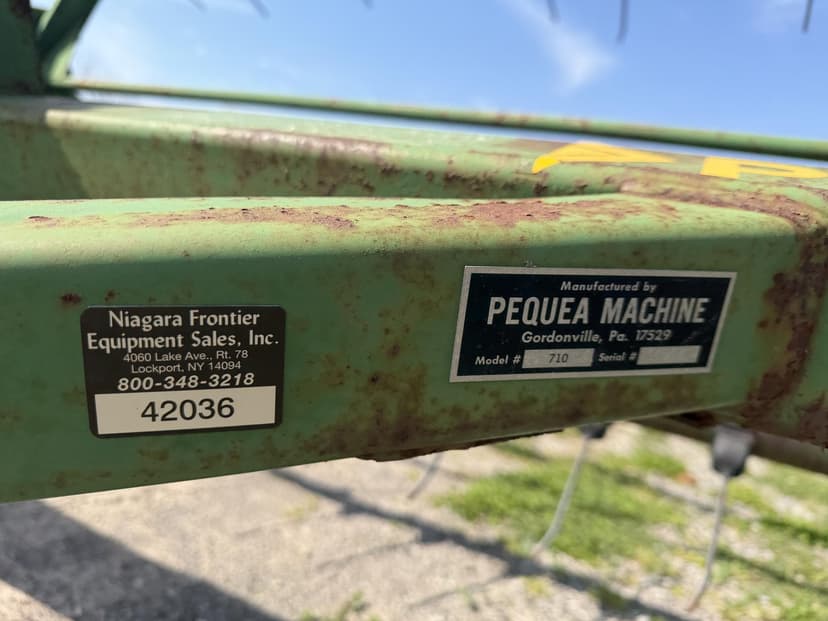 Niagara Frontier
Equipment Sales, Inc.
4060 Lake Ave., Rt. 78
Lockport, NY 14094
800-348-3218
42036
Manufactured by
PEQUEA MACHINE
Gordonville, Pa. 17529
Model # 710 Serial #